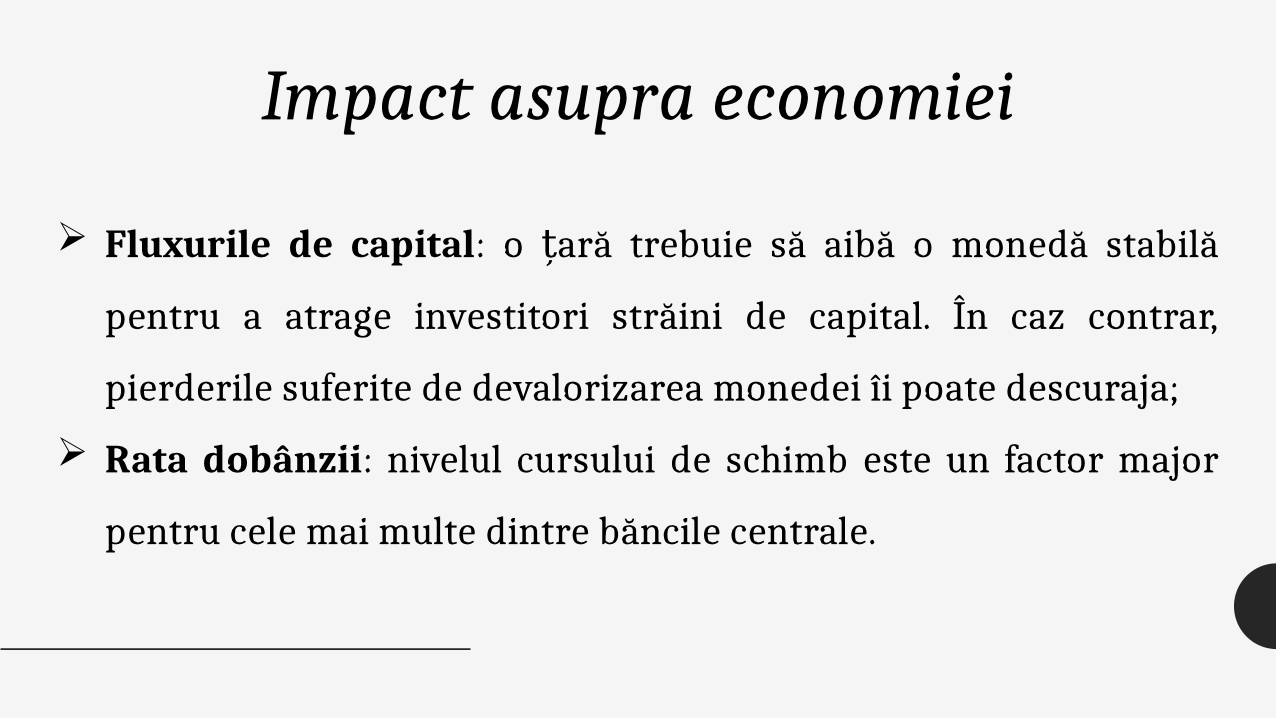 Impact asupra economiei
Fluxurile de capital: o țară trebuie să aibă o monedă stabilă
pentru a atrage investitori străini de capital. În caz contrar,
pierderile suferite de devalorizarea monedei îi poate descuraja;
Rata dobânzii: nivelul cursului de schimb este un factor major
pentru cele mai multe dintre băncile centrale.